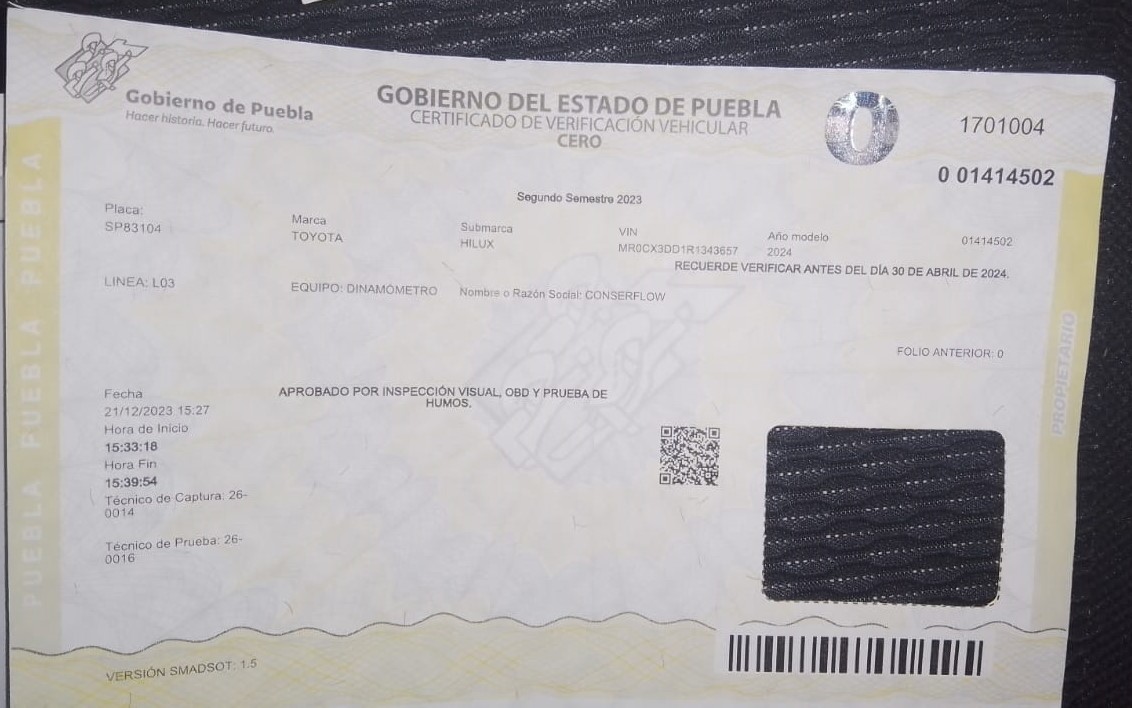 Gobierno de Puebla
Hacer historia. Hacer futuro.
GOBIERNO DEL ESTADO DE PUEBLA
CERTIFICADO DE VERIFICACIÓN VEHICULAR
CERO
0
1701004
0 01414502
Segundo Semestre 2023
Placa:
SP83104
Marca
TOYOTA
Submarca
HILUX
VIN
MR0CX3DD1R1343657
Año modelo
2024
01414502
RECUERDE VERIFICAR ANTES DEL DÍA 30 DE ABRIL DE 2024.
LINEA: L03
EQUIPO: DINAMÓMETRO
Nombre o Razón Social: CONSERFLOW
FOLIO ANTERIOR: 0
Fecha
21/12/2023 15:27
Hora de Inicio
15:33:18
Hora Fin
15:39:54
Técnico de Captura: 26-
0014
Técnico de Prueba: 26-
0016
APROBADO POR INSPECCIÓN VISUAL, OBD Y PRUEBA DE
HUMOS.
VERSIÓN SMADSOT: 1.5
PUEBLA PUEBLA PUEBLA PUEBLA
PROPIETARIO